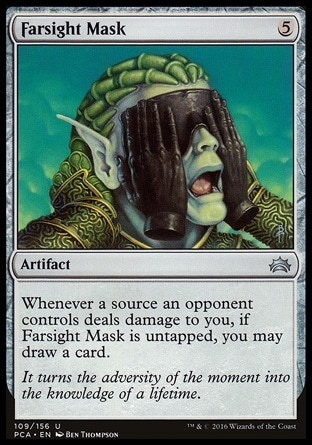 Farsight Mask 5
Artifact
Whenever a source an opponent
controls deals damage to you, if
Farsight Mask is untapped, you may
draw a card.
It turns the adversity of the moment into
the knowledge of a lifetime.
109/156 U
PCA • EN Ben Thompson
™ & © 2016 Wizards of the Coast